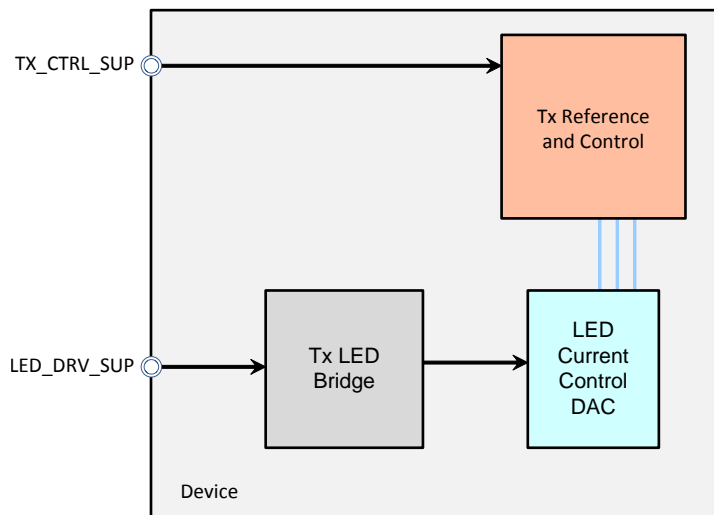 TX_CTRL_SUP
Tx Reference
and Control
LED_DRV_SUP
Tx LED
Bridge
LED
Current
Control
DAC
Device